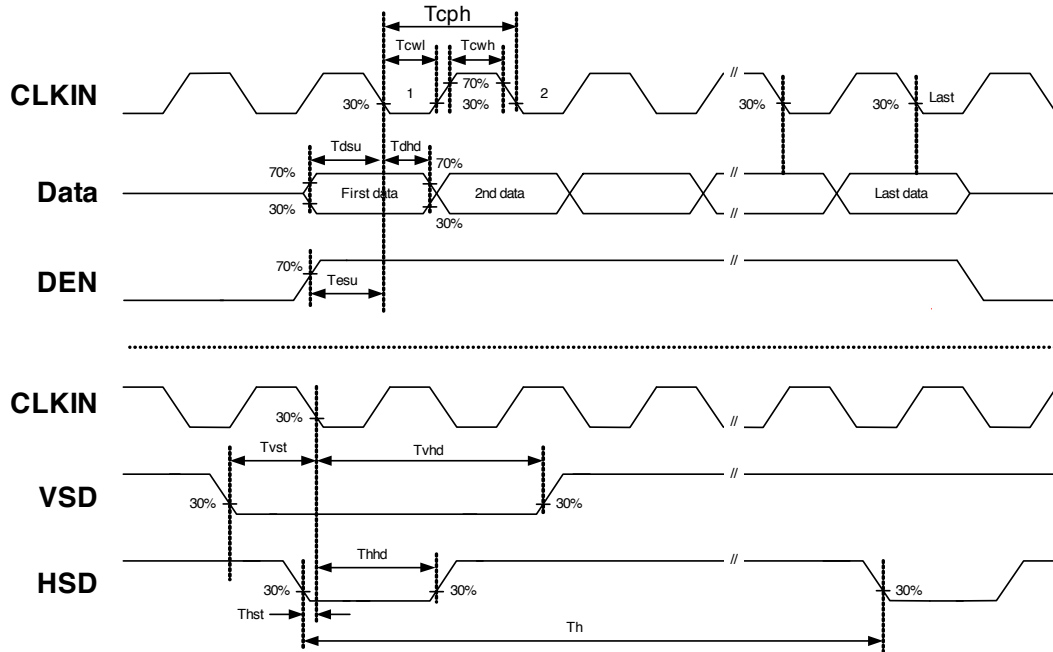 Tcph
Tcwl Tcwh
//
CLKIN
30% 1 70% 30% 2 30% 30% Last
Tdsu Tdhd
70% 70%
//
Data
First data 2nd data Last data
30% 30%
//
DEN
70%
//
Tesu
CLKIN
30%
//
Tvst Tvhd
//
VSD
30% 30%
Thhd
//
HSD
30% 30% 30%
Thst
Th